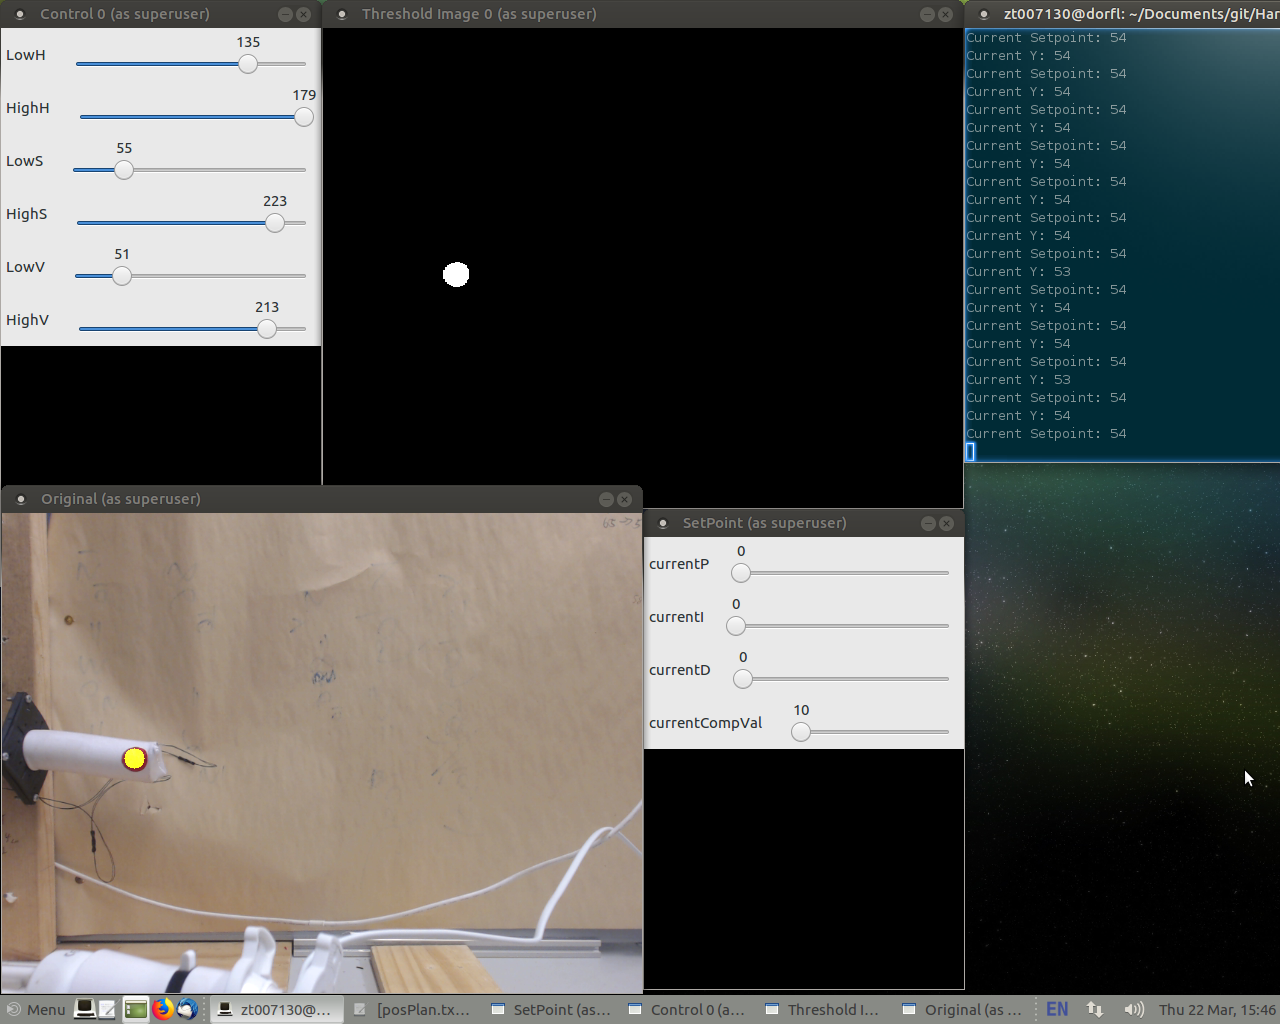 Control 0 (as superuser)
LowH
135
HighH
179
LowS
55
HighS
223
LowV
51
HighV
213
Threshold Image 0 (as superuser)
zt007130@dorfl: ~/Documents/git/Har
Current Setpoint: 54
Current Y: 54
Current Setpoint: 54
Current Y: 54
Current Setpoint: 54
Current Y: 54
Current Setpoint: 54
Current Y: 54
Current Setpoint: 54
Current Y: 54
Current Setpoint: 54
Current Y: 54
Current Setpoint: 54
Current Y: 53
Current Setpoint: 54
Current Y: 54
Current Setpoint: 54
Current Y: 54
Current Setpoint: 54
Current Y: 53
Current Setpoint: 54
Current Y: 54
Current Setpoint: 54
Original (as superuser)
SetPoint (as superuser)
currentP
0
currentI
0
currentD
0
currentCompVal
10
Menu
zt007130@...
[posPlan.tx...
SetPoint (as...
Control 0 (a...
Threshold I...
Original (as ...
EN
Thu 22 Mar, 15:46